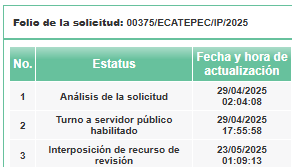 Folio de la solicitud: 00375/ECATEPEC/IP/2025
No. Estatus Fecha y hora de
actualización
1 Análisis de la solicitud 29/04/2025
02:04:08
2 Turno a servidor público
habilitado 29/04/2025
17:55:58
3 Interposición de recurso de
revisión 23/05/2025
01:09:13